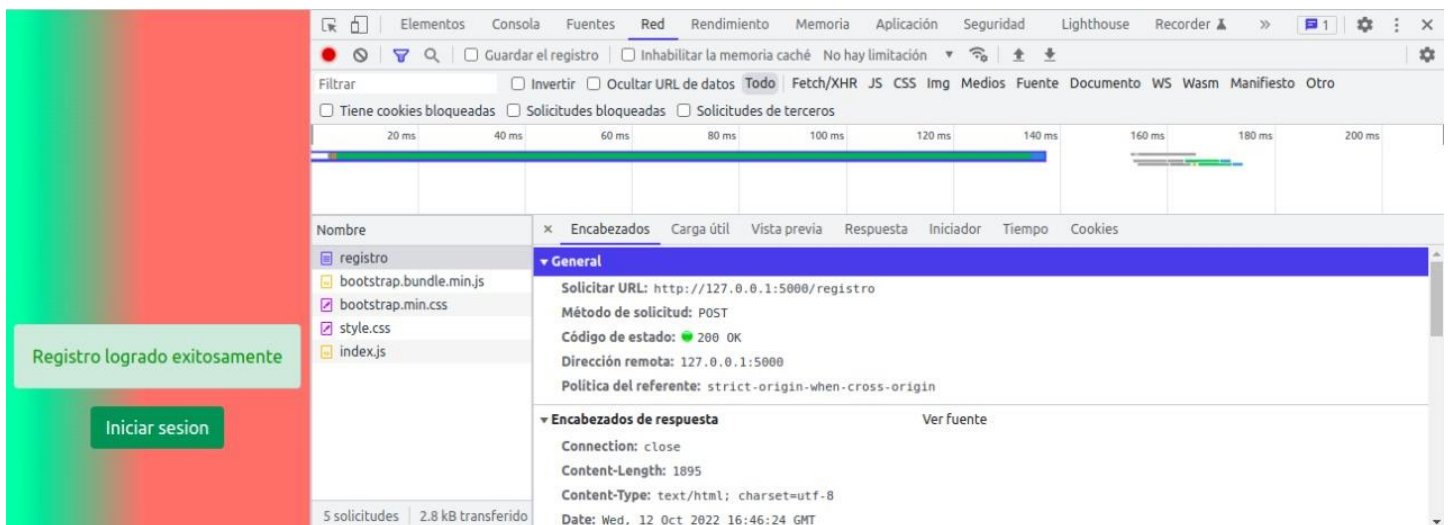 Elementos Consola Fuentes Red Rendimiento Memoria Aplicación Seguridad Lighthouse Recorder » 1
Guardar el registro Inhabilitar la memoria caché No hay limitación
Filtrar Invertir Ocultar URL de datos Todo Fetch/XHR JS CSS Img Medios Fuente Documento WS Wasm Manifiesto Otro
Tiene cookies bloqueadas Solicitudes bloqueadas Solicitudes de terceros
20 ms 40 ms 60 ms 80 ms 100 ms 120 ms 140 ms 160 ms 180 ms 200 ms
Nombre
registro
bootstrap.bundle.min.js
bootstrap.min.css
style.css
index.js
5 solicitudes 2.8 kB transferido
× Encabezados Carga útil Vista previa Respuesta Iniciador Tiempo Cookies
General
Solicitar URL: http://127.0.0.1:5000/registro
Método de solicitud: POST
Código de estado: 200 OK
Dirección remota: 127.0.0.1:5000
Política del referente: strict-origin-when-cross-origin
Encabezados de respuesta Ver fuente
Connection: close
Content-Length: 1895
Content-Type: text/html; charset=utf-8
Date: Wed, 12 Oct 2022 16:46:24 GMT
Registro logrado exitosamente
Iniciar sesion